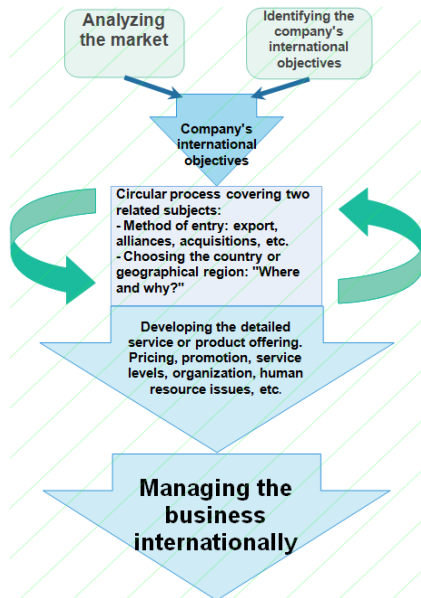 Analyzing
the market
Identifying the
company's
international
objectives
Company's
international
objectives
Circular process covering two
related subjects:
- Method of entry: export,
alliances, acquisitions, etc.
- Choosing the country or
geographical region: "Where
and why?"
Developing the detailed
service or product offering.
Pricing, promotion, service
levels, organization, human
resource issues, etc.
Managing the
business
internationally